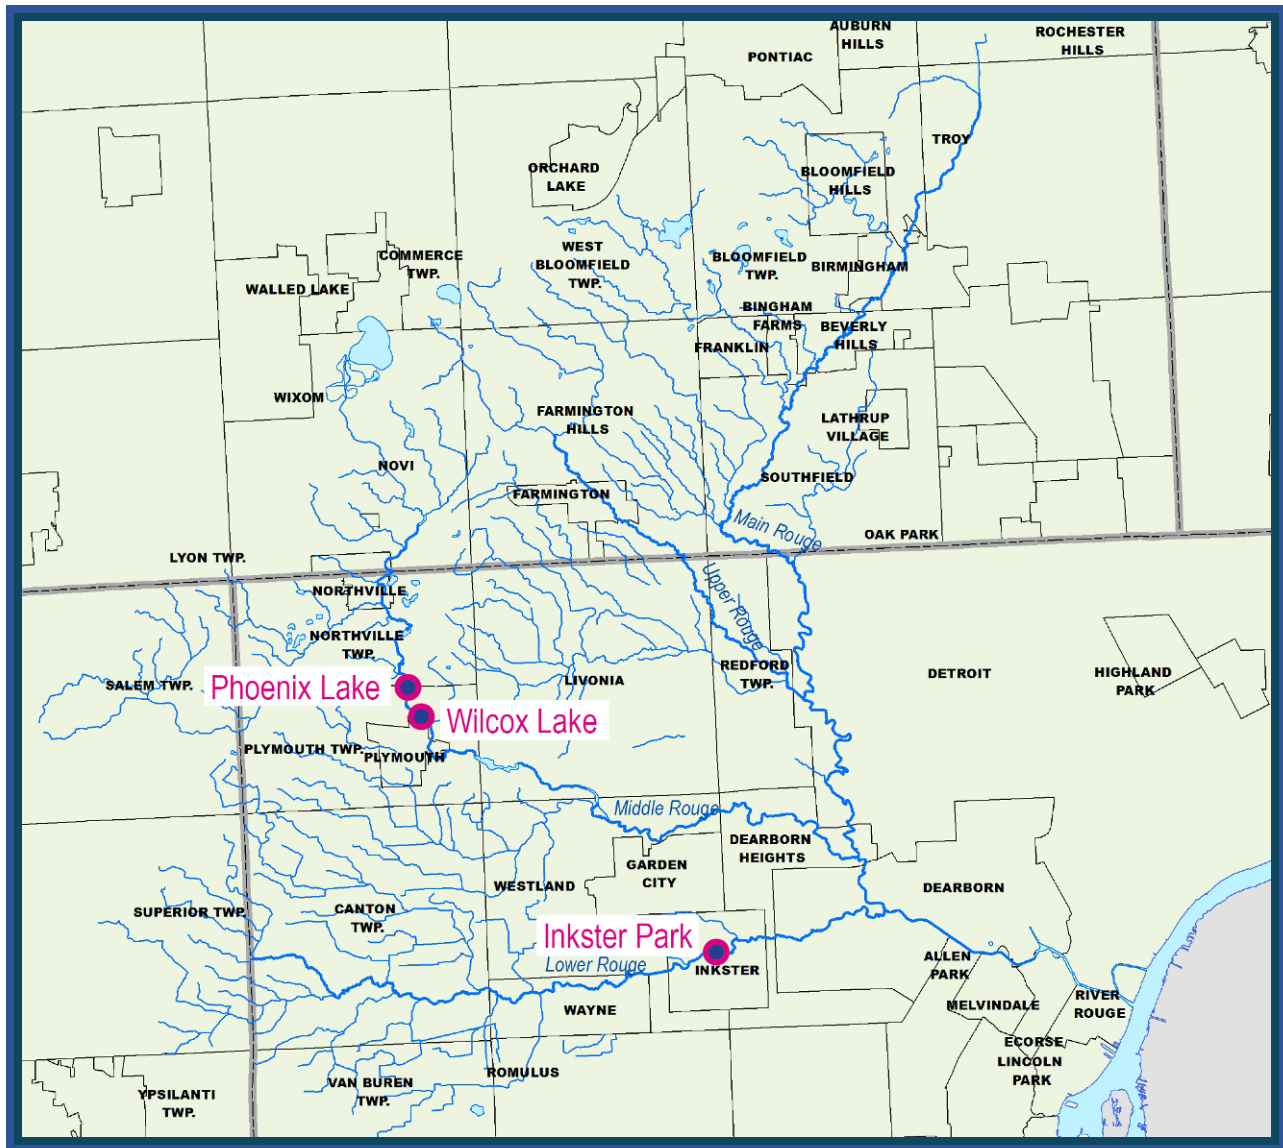 AUBURN
HILLS
ROCHESTER
HILLS
PONTIAC
TROY
ORCHARD
LAKE
BLOOMFIELD
HILLS
COMMERCE
TWP.
WEST
BLOOMFIELD
TWP.
BLOOMFIELD
TWP.
BIRMINGHAM
WALLED LAKE
BINGHAM
FARMS
BEVERLY
HILLS
FRANKLIN
WIXOM
FARMINGTON
HILLS
LATHRUP
VILLAGE
NOVI
SOUTHFIELD
FARMINGTON
Main Rouge
OAK PARK
LYON TWP.
Upper Rouge
NORTHVILLE
NORTHVILLE
TWP.
REDFORD
TWP.
DETROIT
HIGHLAND
PARK
SALEM TWP.
Phoenix Lake
LIVONIA
Wilcox Lake
PLYMOUTH TWP.
PLYMOUTH
Middle Rouge
DEARBORN
HEIGHTS
GARDEN
CITY
WESTLAND
DEARBORN
SUPERIOR TWP.
CANTON
TWP.
Inkster Park
Lower Rouge
INKSTER
ALLEN
PARK
WAYNE
MELVINDALE
RIVER
ROUGE
ECORSE
LINCOLN
PARK
ROMULUS
VAN BUREN
TWP.
YPSILANTI
TWP.